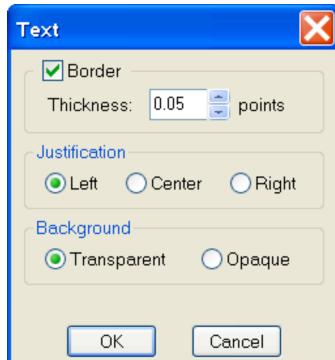 Text
Border
Thickness: 0.05 points
Justification
Left Center Right
Background
Transparent Opaque
OK Cancel